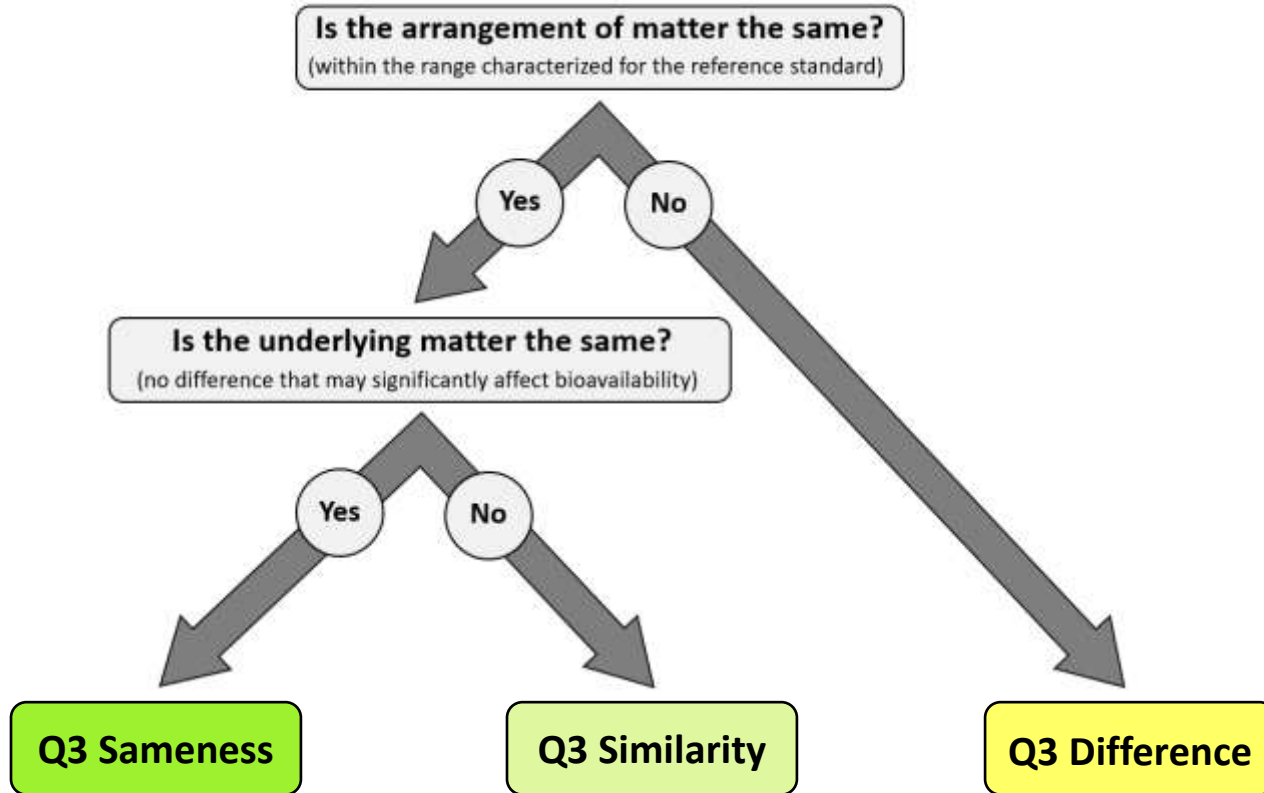 Is the arrangement of matter the same?
(within the range characterized for the reference standard)
Yes
No
Is the underlying matter the same?
(no difference that may significantly affect bioavailability)
Yes
No
Q3 Sameness
Q3 Similarity
Q3 Difference